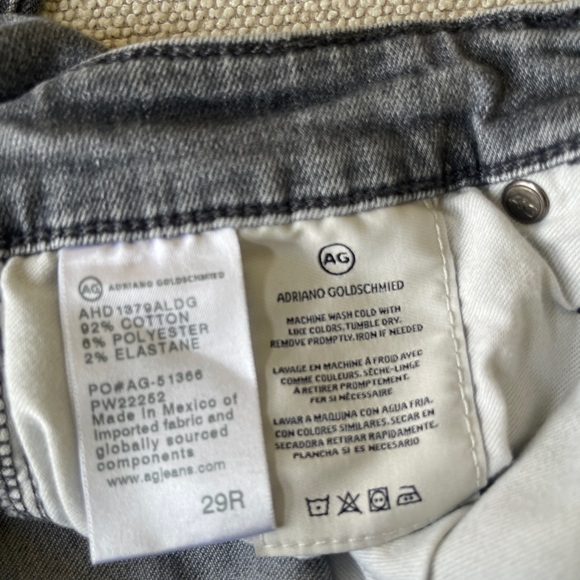 AG ADRIANO GOLDSCHMIED
AHD1379ALDG
92% COTTON
6% POLYESTER
2% ELASTANE
PO#AG-51366
PW22252
Made in Mexico of
imported fabric and
globally sourced
components
www.agjeans.com
29R
AG
ADRIANO GOLDSCHMIED
MACHINE WASH COLD WITH
LIKE COLORS, TUMBLE DRY.
REMOVE PROMPTLY, IRON IF NEEDED
LAVAGE EN MACHINE À FROID AVEC
COMME COULEURS. SÈCHE-LINGE
À RETIRER PROMPTEMENT.
PER SI NÉCESSAIRE
LAVAR A MAQUINA CON AGUA FRIA.
CON COLORES SIMILARES. SECAR EN
SECADORA RETIRAR RAPIDAMENTE.
PLANCHA SI ES NECESARIO